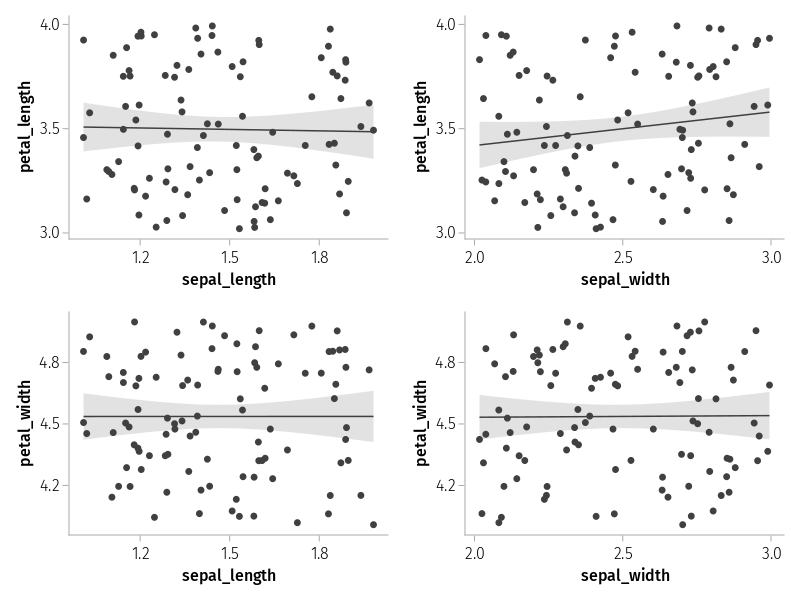 4.0
3.5
3.0
petal_length
1.2 1.5 1.8
sepal_length
4.0
3.5
3.0
petal_length
2.0 2.5 3.0
sepal_width
4.8
4.5
4.2
petal_width
1.2 1.5 1.8
sepal_length
4.8
4.5
4.2
petal_width
2.0 2.5 3.0
sepal_width